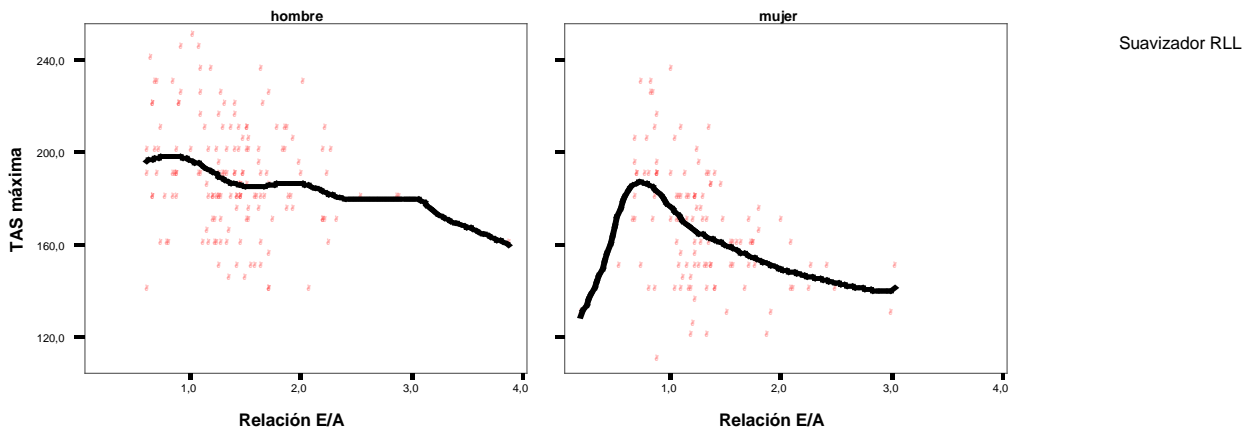 hombre
mujer
Suavizador RLL
TAS máxima
240,0
200,0
160,0
120,0
1,0 2,0 3,0 4,0
1,0 2,0 3,0 4,0
Relación E/A
Relación E/A